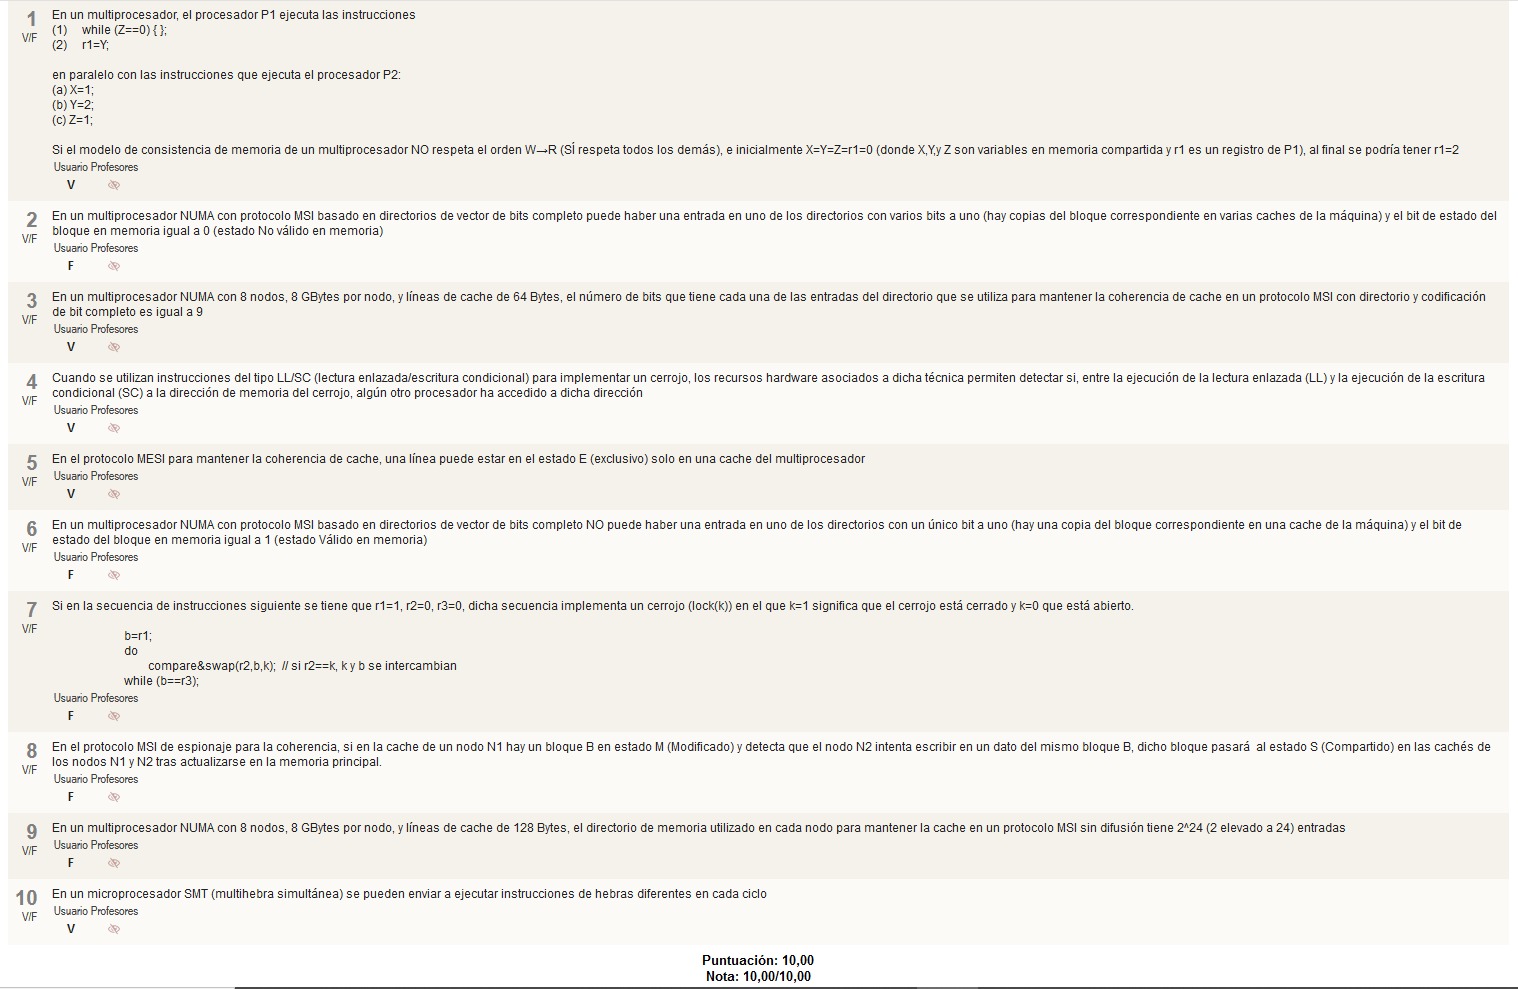 1 En un multiprocesador, el procesador P1 ejecuta las instrucciones
V/F (1) while (Z==0) { };
(2) r1=Y;
en paralelo con las instrucciones que ejecuta el procesador P2:
(a) X=1;
(b) Y=2;
(c) Z=1;
Si el modelo de consistencia de memoria de un multiprocesador NO respeta el orden W→R (SÍ respeta todos los demás), e inicialmente X=Y=Z=r1=0 (donde X,Y,y Z son variables en memoria compartida y r1 es un registro de P1), al final se podría tener r1=2
Usuario Profesores
V
2 En un multiprocesador NUMA con protocolo MSI basado en directorios de vector de bits completo puede haber una entrada en uno de los directorios con varios bits a uno (hay copias del bloque correspondiente en varias caches de la máquina) y el bit de estado del
V/F bloque en memoria igual a 0 (estado No válido en memoria)
Usuario Profesores
F
3 En un multiprocesador NUMA con 8 nodos, 8 GBytes por nodo, y líneas de cache de 64 Bytes, el número de bits que tiene cada una de las entradas del directorio que se utiliza para mantener la coherencia de cache en un protocolo MSI con directorio y codificación
V/F de bit completo es igual a 9
Usuario Profesores
V
4 Cuando se utilizan instrucciones del tipo LL/SC (lectura enlazada/escritura condicional) para implementar un cerrojo, los recursos hardware asociados a dicha técnica permiten detectar si, entre la ejecución de la lectura enlazada (LL) y la ejecución de la escritura
V/F condicional (SC) a la dirección de memoria del cerrojo, algún otro procesador ha accedido a dicha dirección
Usuario Profesores
V
5 En el protocolo MESI para mantener la coherencia de cache, una línea puede estar en el estado E (exclusivo) solo en una cache del multiprocesador
V/F Usuario Profesores
V
6 En un multiprocesador NUMA con protocolo MSI basado en directorios de vector de bits completo NO puede haber una entrada en uno de los directorios con un único bit a uno (hay una copia del bloque correspondiente en una cache de la máquina) y el bit de
V/F estado del bloque en memoria igual a 1 (estado Válido en memoria)
Usuario Profesores
F
7 Si en la secuencia de instrucciones siguiente se tiene que r1=1, r2=0, r3=0, dicha secuencia implementa un cerrojo (lock(k)) en el que k=1 significa que el cerrojo está cerrado y k=0 que está abierto.
V/F
b=r1;
do
compare&swap(r2,b,k); // si r2==k, k y b se intercambian
while (b==r3);
Usuario Profesores
F
8 En el protocolo MSI de espionaje para la coherencia, si en la cache de un nodo N1 hay un bloque B en estado M (Modificado) y detecta que el nodo N2 intenta escribir en un dato del mismo bloque B, dicho bloque pasará al estado S (Compartido) en las cachés de
V/F los nodos N1 y N2 tras actualizarse en la memoria principal.
Usuario Profesores
F
9 En un multiprocesador NUMA con 8 nodos, 8 GBytes por nodo, y líneas de cache de 128 Bytes, el directorio de memoria utilizado en cada nodo para mantener la cache en un protocolo MSI sin difusión tiene 2^24 (2 elevado a 24) entradas
V/F Usuario Profesores
F
10 En un microprocesador SMT (multihebra simultánea) se pueden enviar a ejecutar instrucciones de hebras diferentes en cada ciclo
V/F Usuario Profesores
V
Puntuación: 10,00
Nota: 10,00/10,00